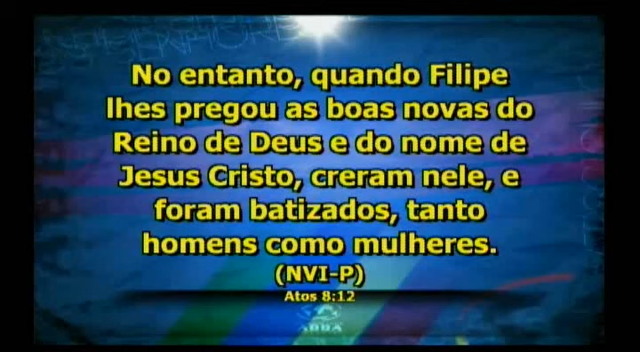 No entanto, quando Filipe
lhes pregou as boas novas do
Reino de Deus e do nome de
Jesus Cristo, creram nele, e
foram batizados, tanto
homens como mulheres.
(NVI-P)
Atos 8:12
ABBA